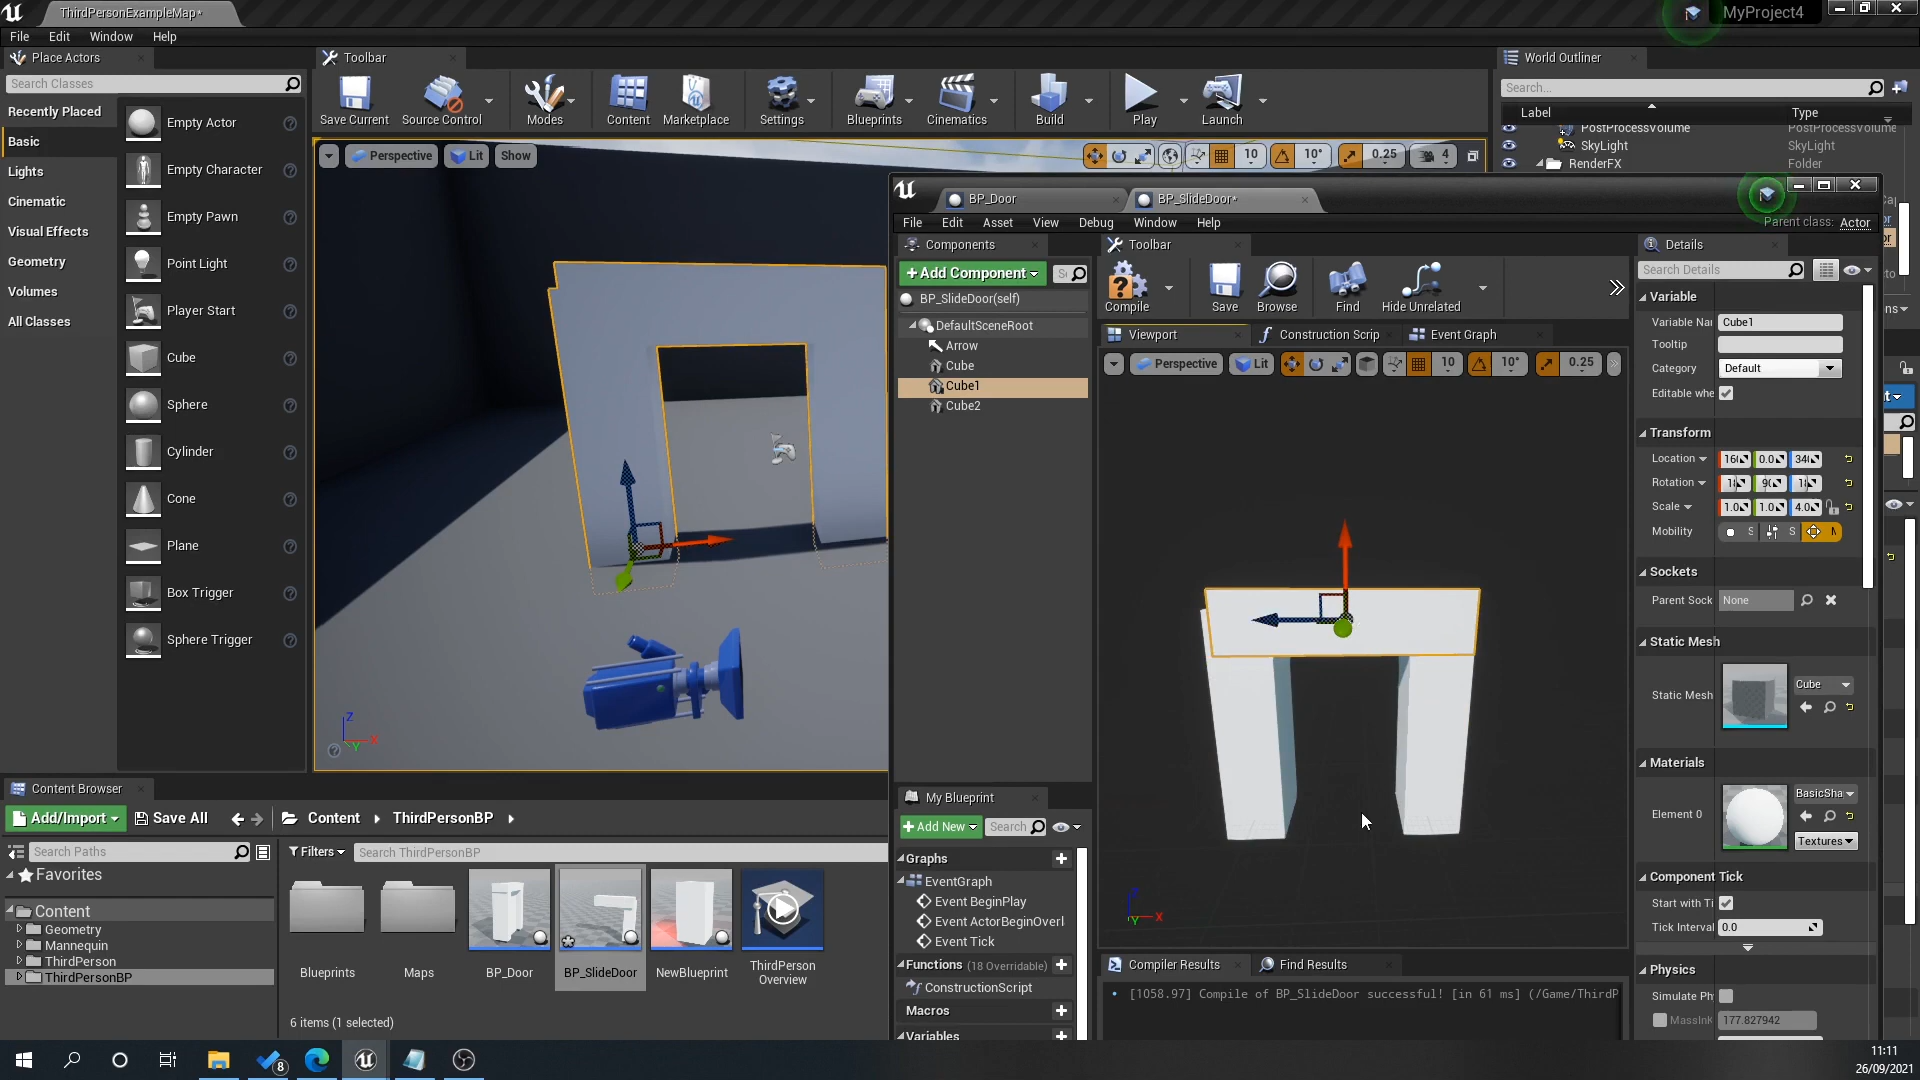 ThirdPersonExampleMap*
MyProject4
File Edit Window Help
Place Actors
Search Classes
Recently Placed
Basic
Lights
Cinematic
Visual Effects
Geometry
Volumes
All Classes
Empty Actor
Empty Character
Empty Pawn
Point Light
Player Start
Cube
Sphere
Cylinder
Cone
Plane
Box Trigger
Sphere Trigger
Toolbar
Save Current
Source Control
Modes
Content
Marketplace
Settings
Blueprints
Cinematics
Build
Play
Launch
Perspective Lit Show
10 10° 0.25 4
World Outliner
Search...
Label Type
PostProcessVolume PostProcessVolume
SkyLight SkyLight
RenderFX Folder
BP_Door
BP_SlideDoor*
File Edit Asset View Debug Window Help
Parent class: Actor
Components
+Add Component
BP_SlideDoor(self)
DefaultSceneRoot
Arrow
Cube
Cube1
Cube2
Toolbar
Compile
Save
Browse
Find
Hide Unrelated
Viewport Construction Scrip Event Graph
Perspective Lit 10 10° 0.25
Z
X
Y
Details
Search Details
Variable
Variable Nar Cube1
Tooltip
Category Default
Editable whe
Transform
Location 0.0
Rotation
Scale 1.0 1.0 4.0
Mobility S S M
Sockets
Parent Sock None
Static Mesh
Static Mesh Cube
Materials
Element 0 BasicSha
Textures
Component Tick
Start with Ti
Tick Interval 0.0
Physics
Simulate Ph
MassInK 177.827942
My Blueprint
+Add New Search
Graphs
EventGraph
Event BeginPlay
Event ActorBeginOverl
Event Tick
Functions (18 Overridable)
ConstructionScript
Macros
Variables
Compiler Results Find Results
[1058.97] Compile of BP_SlideDoor successful! [in 61 ms] (/Game/ThirdP
Z
X
Y
Content Browser
Add/Import Save All Content ThirdPersonBP
Search Paths
Filters Search ThirdPersonBP
Favorites
Content
Geometry
Mannequin
ThirdPerson
ThirdPersonBP
Blueprints
Maps
BP_Door
BP_SlideDoor
NewBlueprint
ThirdPerson
Overview
6 items (1 selected)
8
11:11
26/09/2021